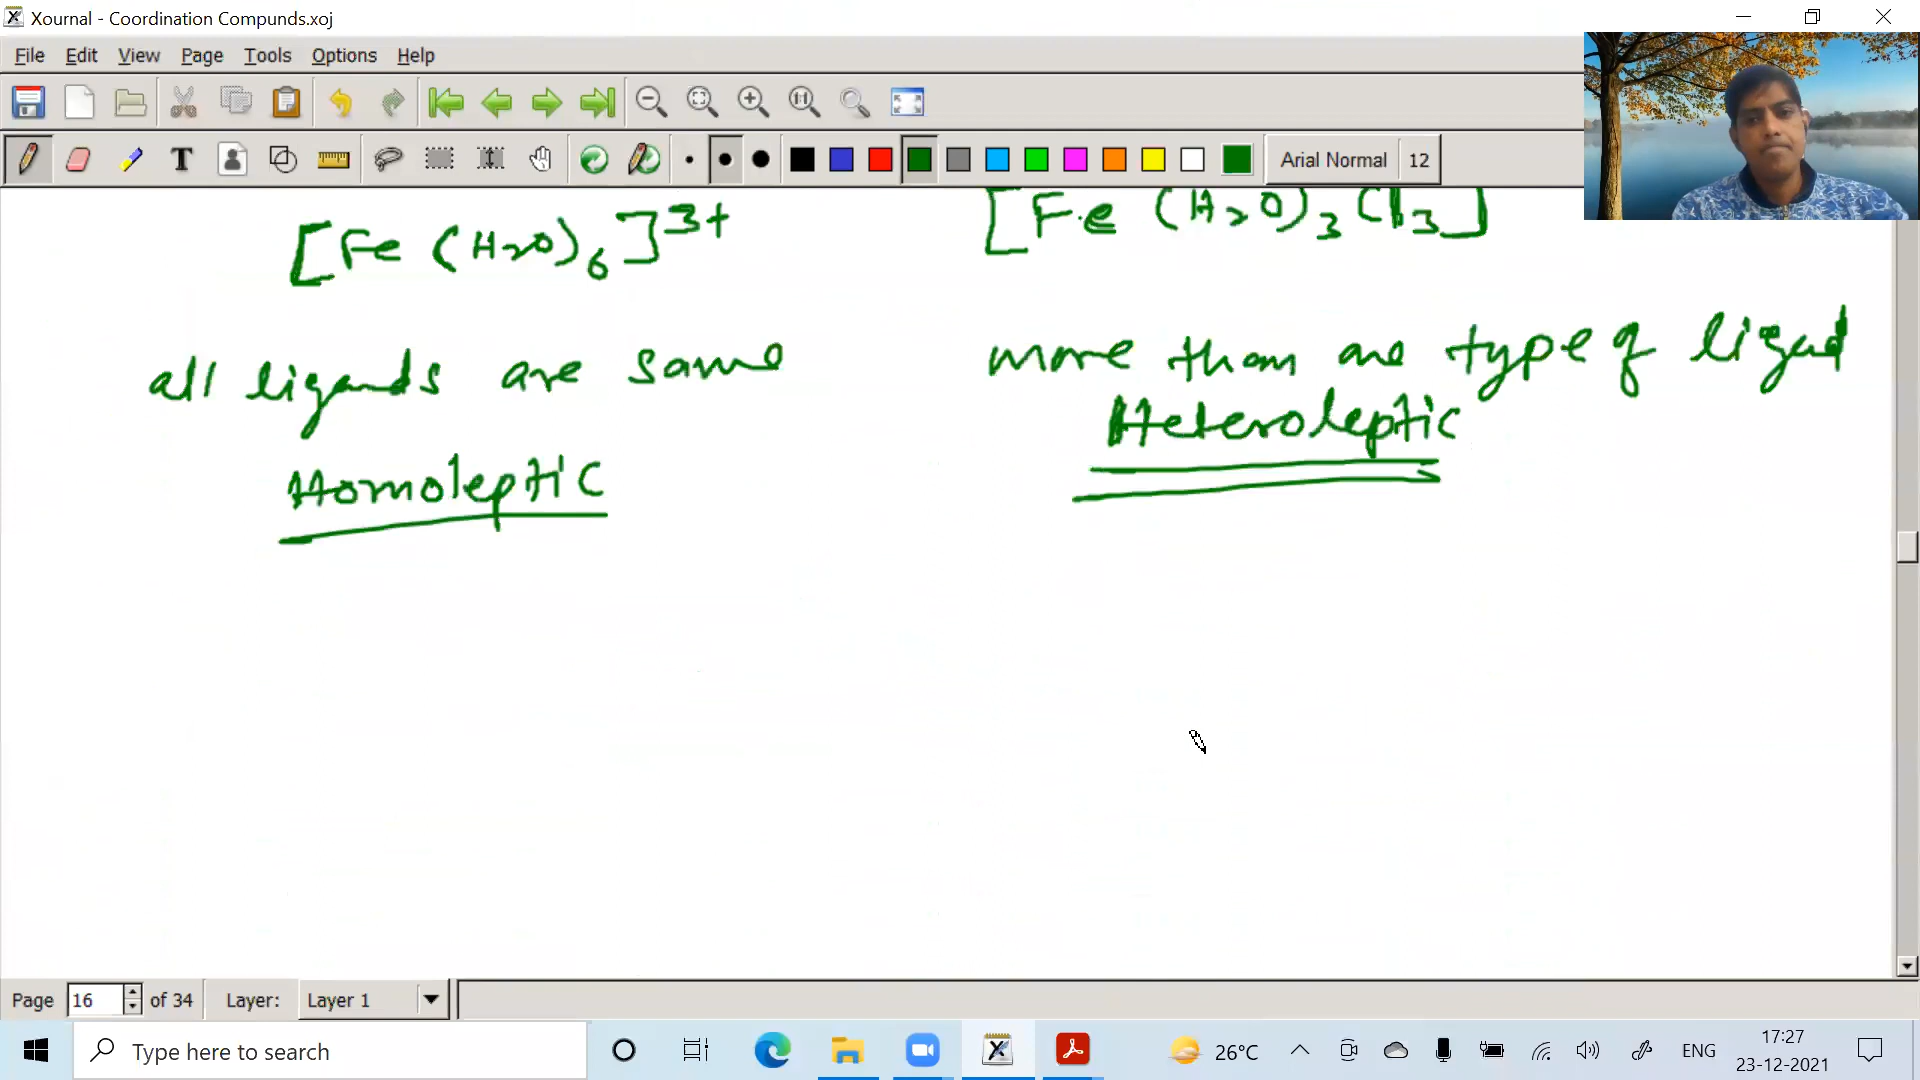 Xournal - Coordination Compunds.xoj
File Edit View Page Tools Options Help
Arial Normal 12
[Fe (H2O)6]3+
[Fe (H2O)3 Cl3]
all ligands are same
more than one type of ligand
Homoleptic
Heteroleptic
Page 16 of 34 Layer: Layer 1
Type here to search
26°C
ENG
17:27
23-12-2021